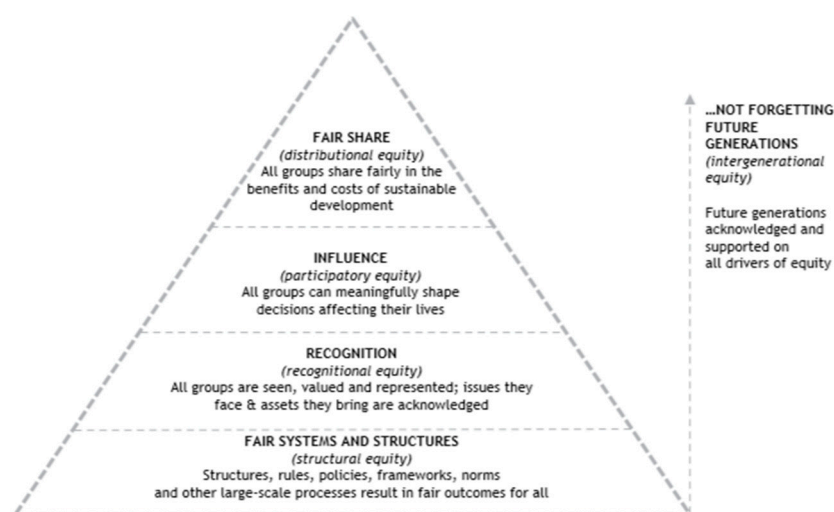 FAIR SHARE
(distributional equity)
All groups share fairly in the
benefits and costs of sustainable
development
INFLUENCE
(participatory equity)
All groups can meaningfully shape
decisions affecting their lives
RECOGNITION
(recognitional equity)
All groups are seen, valued and represented; issues they
face & assets they bring are acknowledged
FAIR SYSTEMS AND STRUCTURES
(structural equity)
Structures, rules, policies, frameworks, norms
and other large-scale processes result in fair outcomes for all
...NOT FORGETTING
FUTURE
GENERATIONS
(intergenerational
equity)
Future generations
acknowledged and
supported on
all drivers of equity